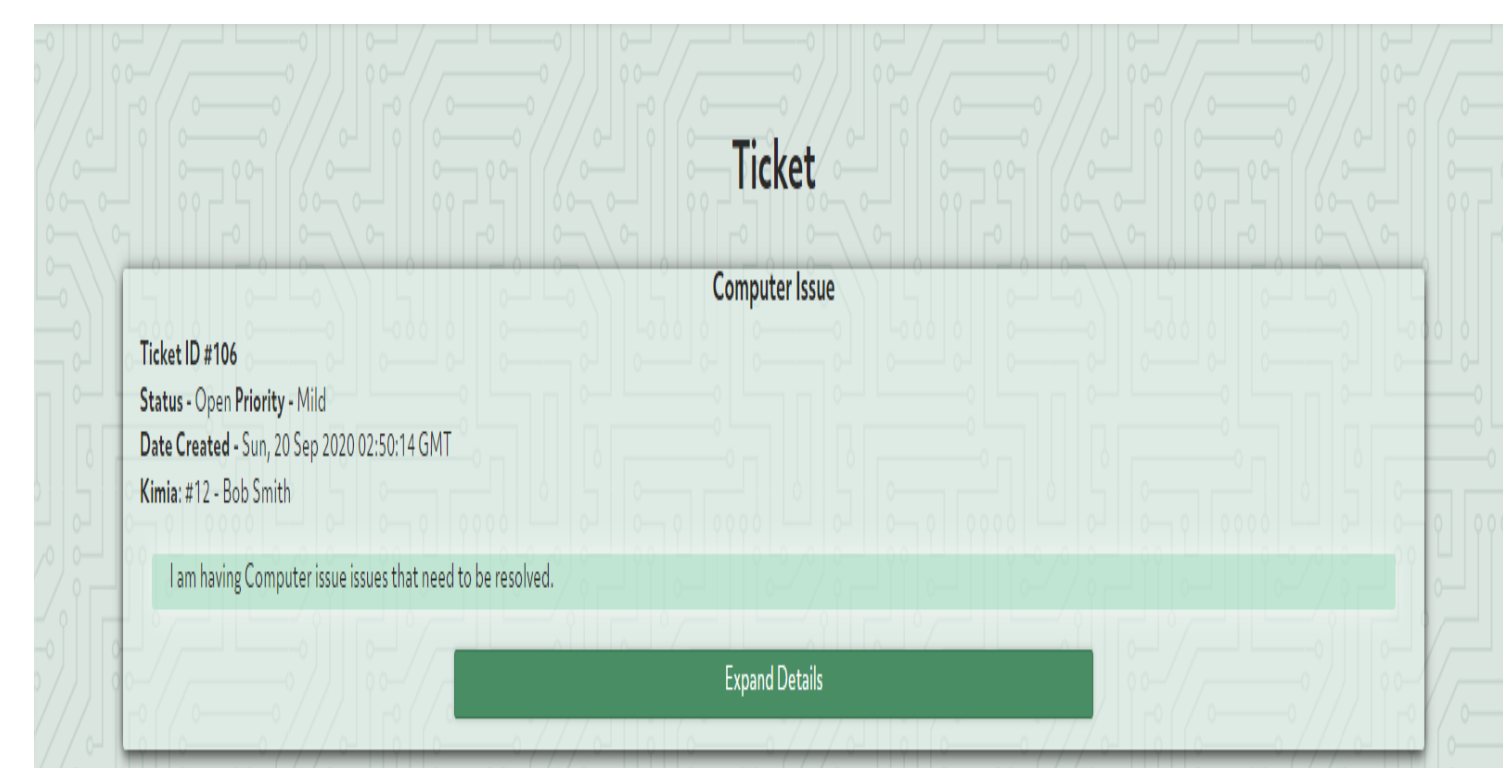 Ticket
Computer Issue
Ticket ID #106
Status - Open Priority - Mild
Date Created - Sun, 20 Sep 2020 02:50:14 GMT
Kimia: #12 - Bob Smith
I am having Computer issue issues that need to be resolved.
Expand Details